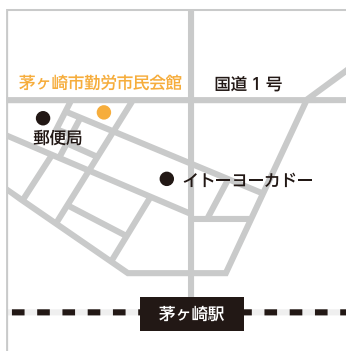 茅ヶ崎市勤労市民会館
国道1号
郵便局
イトーヨーカドー
茅ヶ崎駅